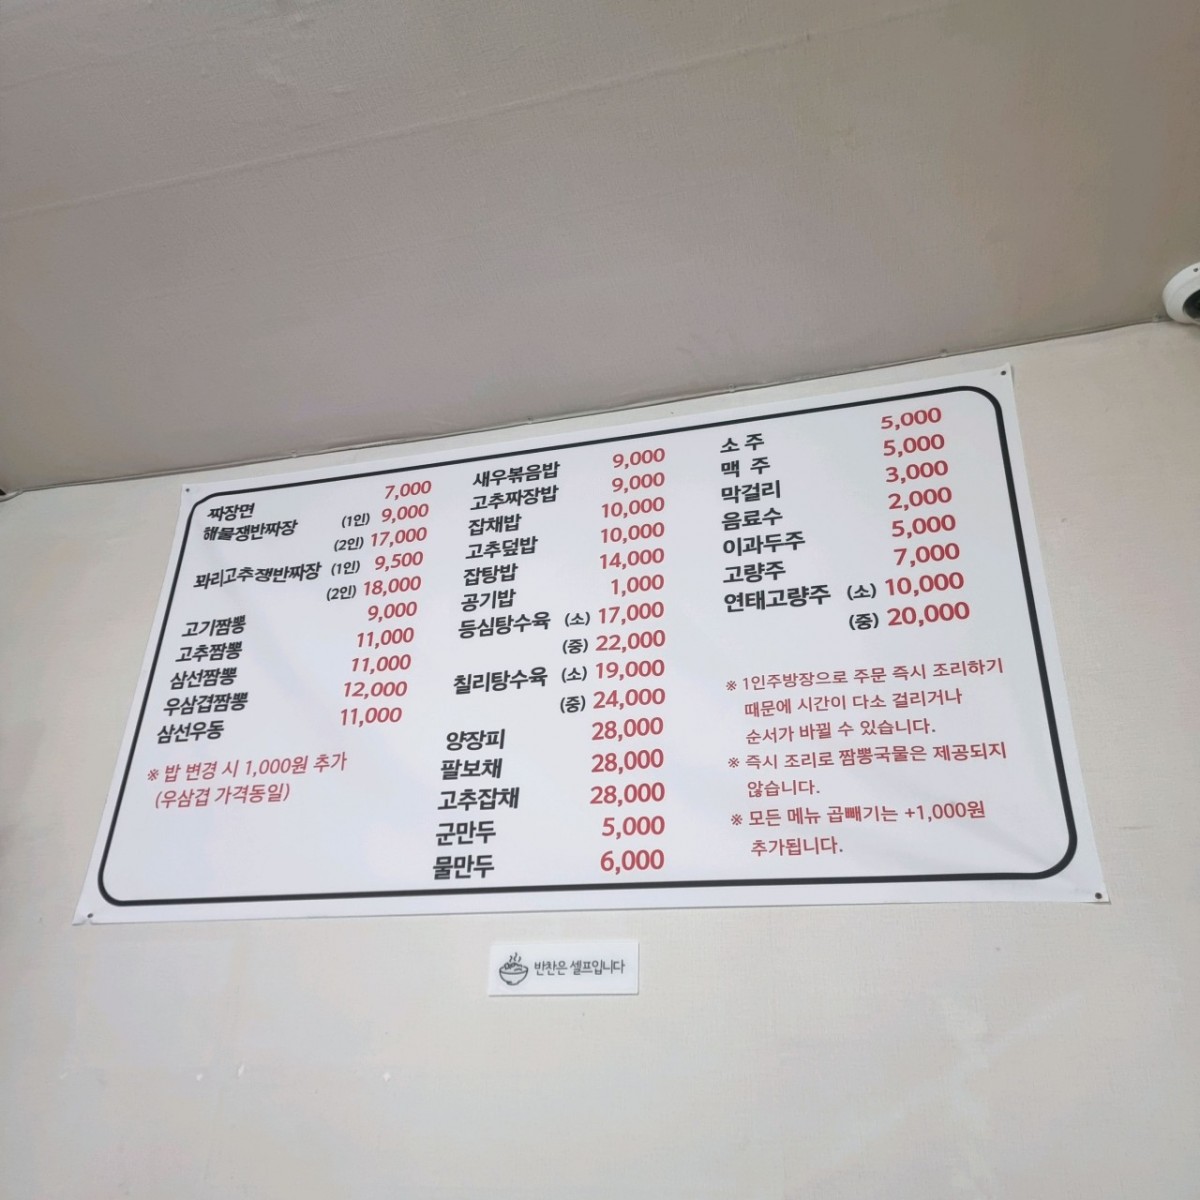 짜장면 7,000
해물쟁반짜장 (1인) 9,000
(2인) 17,000
꽈리고추쟁반짜장 (1인) 9,500
(2인) 18,000
고기짬뽕 9,000
고추짬뽕 11,000
삼선짬뽕 11,000
우삼겹짬뽕 12,000
삼선우동 11,000
※ 밥 변경 시 1,000원 추가
(우삼겹 가격동일)
새우볶음밥 9,000
고추짜장밥 9,000
잡채밥 10,000
고추덮밥 10,000
잡탕밥 14,000
공기밥 1,000
등심탕수육 (소) 17,000
(중) 22,000
칠리탕수육 (소) 19,000
(중) 24,000
양장피 28,000
팔보채 28,000
고추잡채 28,000
군만두 5,000
물만두 6,000
소 주 5,000
맥 주 5,000
막걸리 3,000
음료수 2,000
이과두주 5,000
고량주 7,000
연태고량주 (소) 10,000
(중) 20,000
※ 1인주방장으로 주문 즉시 조리하기
때문에 시간이 다소 걸리거나
순서가 바뀔 수 있습니다.
※ 즉시 조리로 짬뽕국물은 제공되지
않습니다.
※ 모든 메뉴 곱빼기는 +1,000원
추가됩니다.
반찬은 셀프입니다